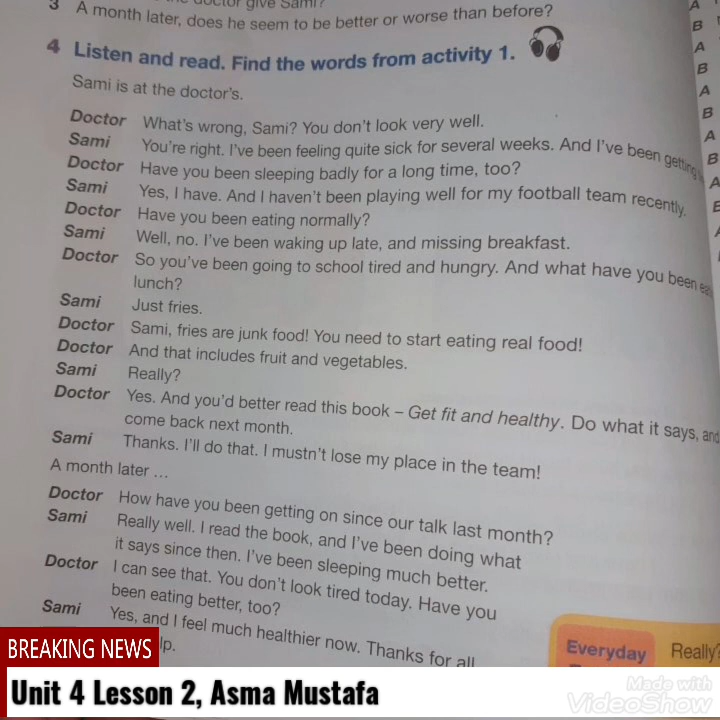 doctor give Sami?
3 A month later, does he seem to be better or worse than before?
4 Listen and read. Find the words from activity 1.
Sami is at the doctor's.
Doctor What's wrong, Sami? You don't look very well.
Sami You're right. I've been feeling quite sick for several weeks. And I've been getting
Doctor Have you been sleeping badly for a long time, too?
Sami Yes, I have. And I haven't been playing well for my football team recently.
Doctor Have you been eating normally?
Sami Well, no. I've been waking up late, and missing breakfast.
Doctor So you've been going to school tired and hungry. And what have you been
lunch?
Sami Just fries.
Doctor Sami, fries are junk food! You need to start eating real food!
Doctor And that includes fruit and vegetables.
Sami Really?
Doctor Yes. And you'd better read this book – Get fit and healthy. Do what it says, and
come back next month.
Sami Thanks. I'll do that. I mustn't lose my place in the team!
A month later ...
Doctor How have you been getting on since our talk last month?
Sami Really well. I read the book, and I've been doing what
it says since then. I've been sleeping much better.
Doctor I can see that. You don't look tired today. Have you
been eating better, too?
Sami Yes, and I feel much healthier now. Thanks for all
lp.
A
B
A
B
A
B
A
B
A
Everyday
Really?
BREAKING NEWS
Unit 4 Lesson 2, Asma Mustafa
Made with
VideoShow